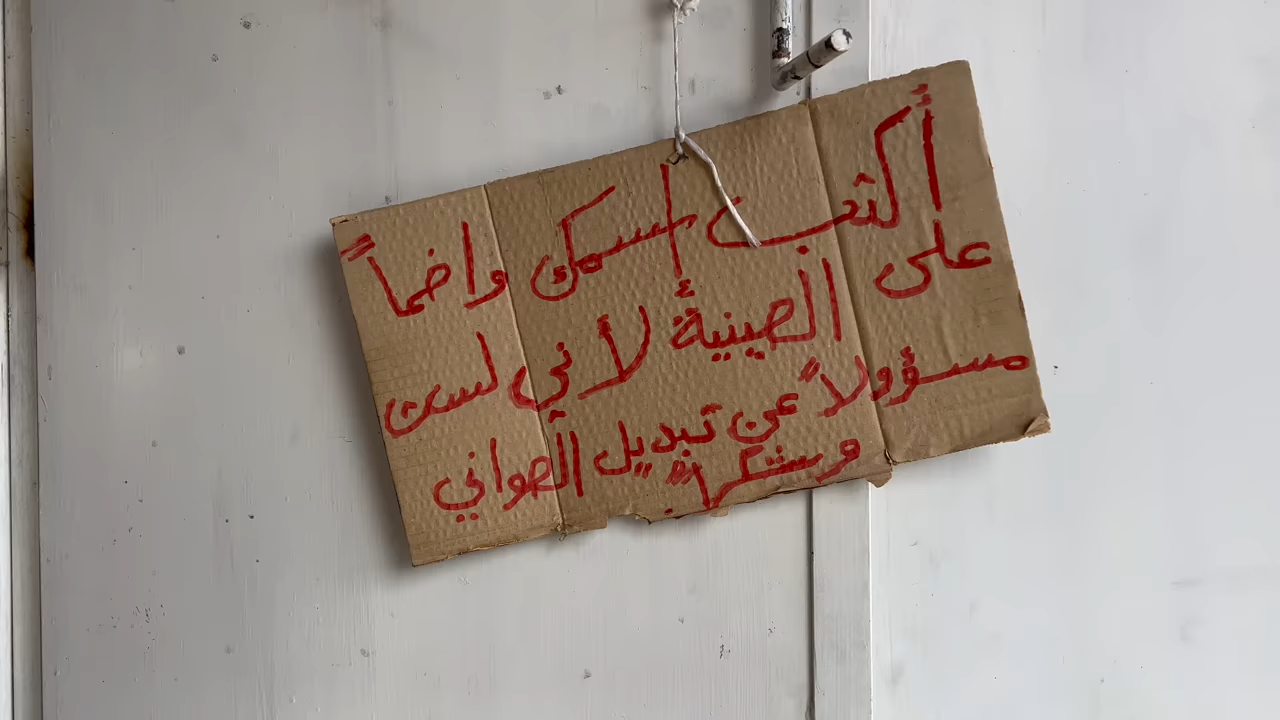 أكتب إسمك واضحاً
على الصينية لأني لست
مسؤولاً عن تبديل الصواني
وشكراً.